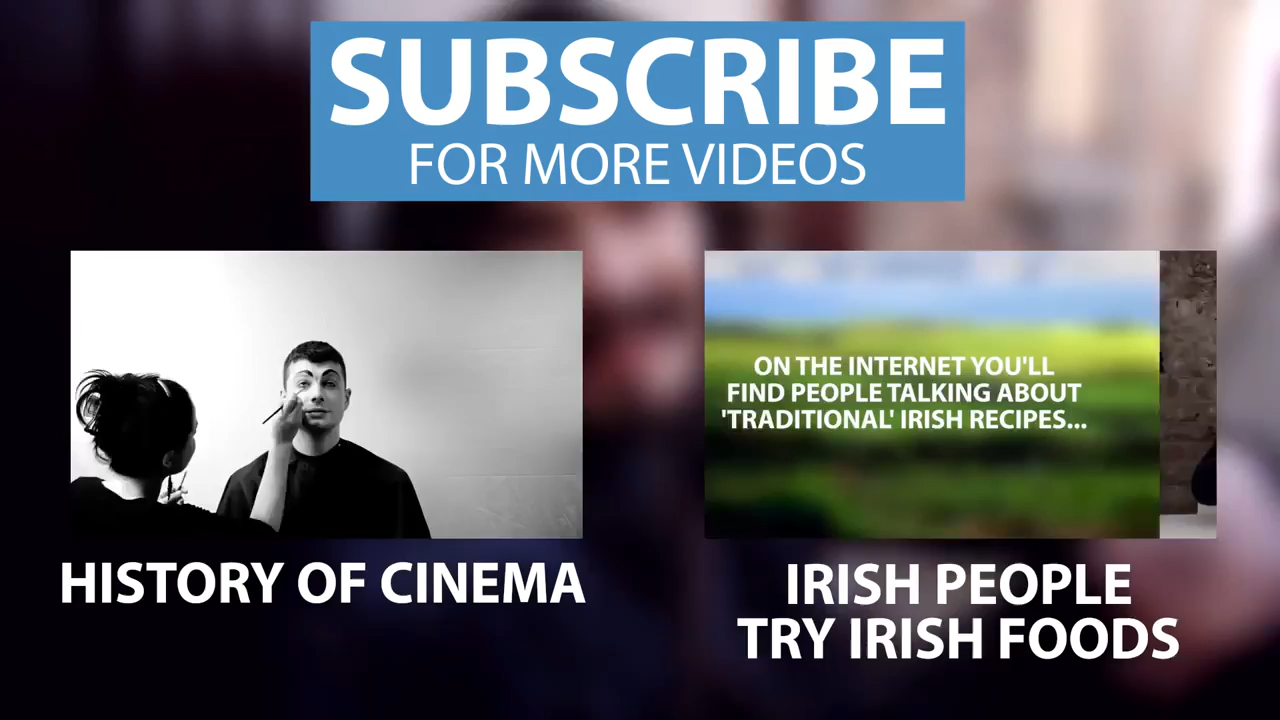 SUBSCRIBE
FOR MORE VIDEOS
ON THE INTERNET YOU'LL
FIND PEOPLE TALKING ABOUT
'TRADITIONAL' IRISH RECIPES...
HISTORY OF CINEMA
IRISH PEOPLE
TRY IRISH FOODS